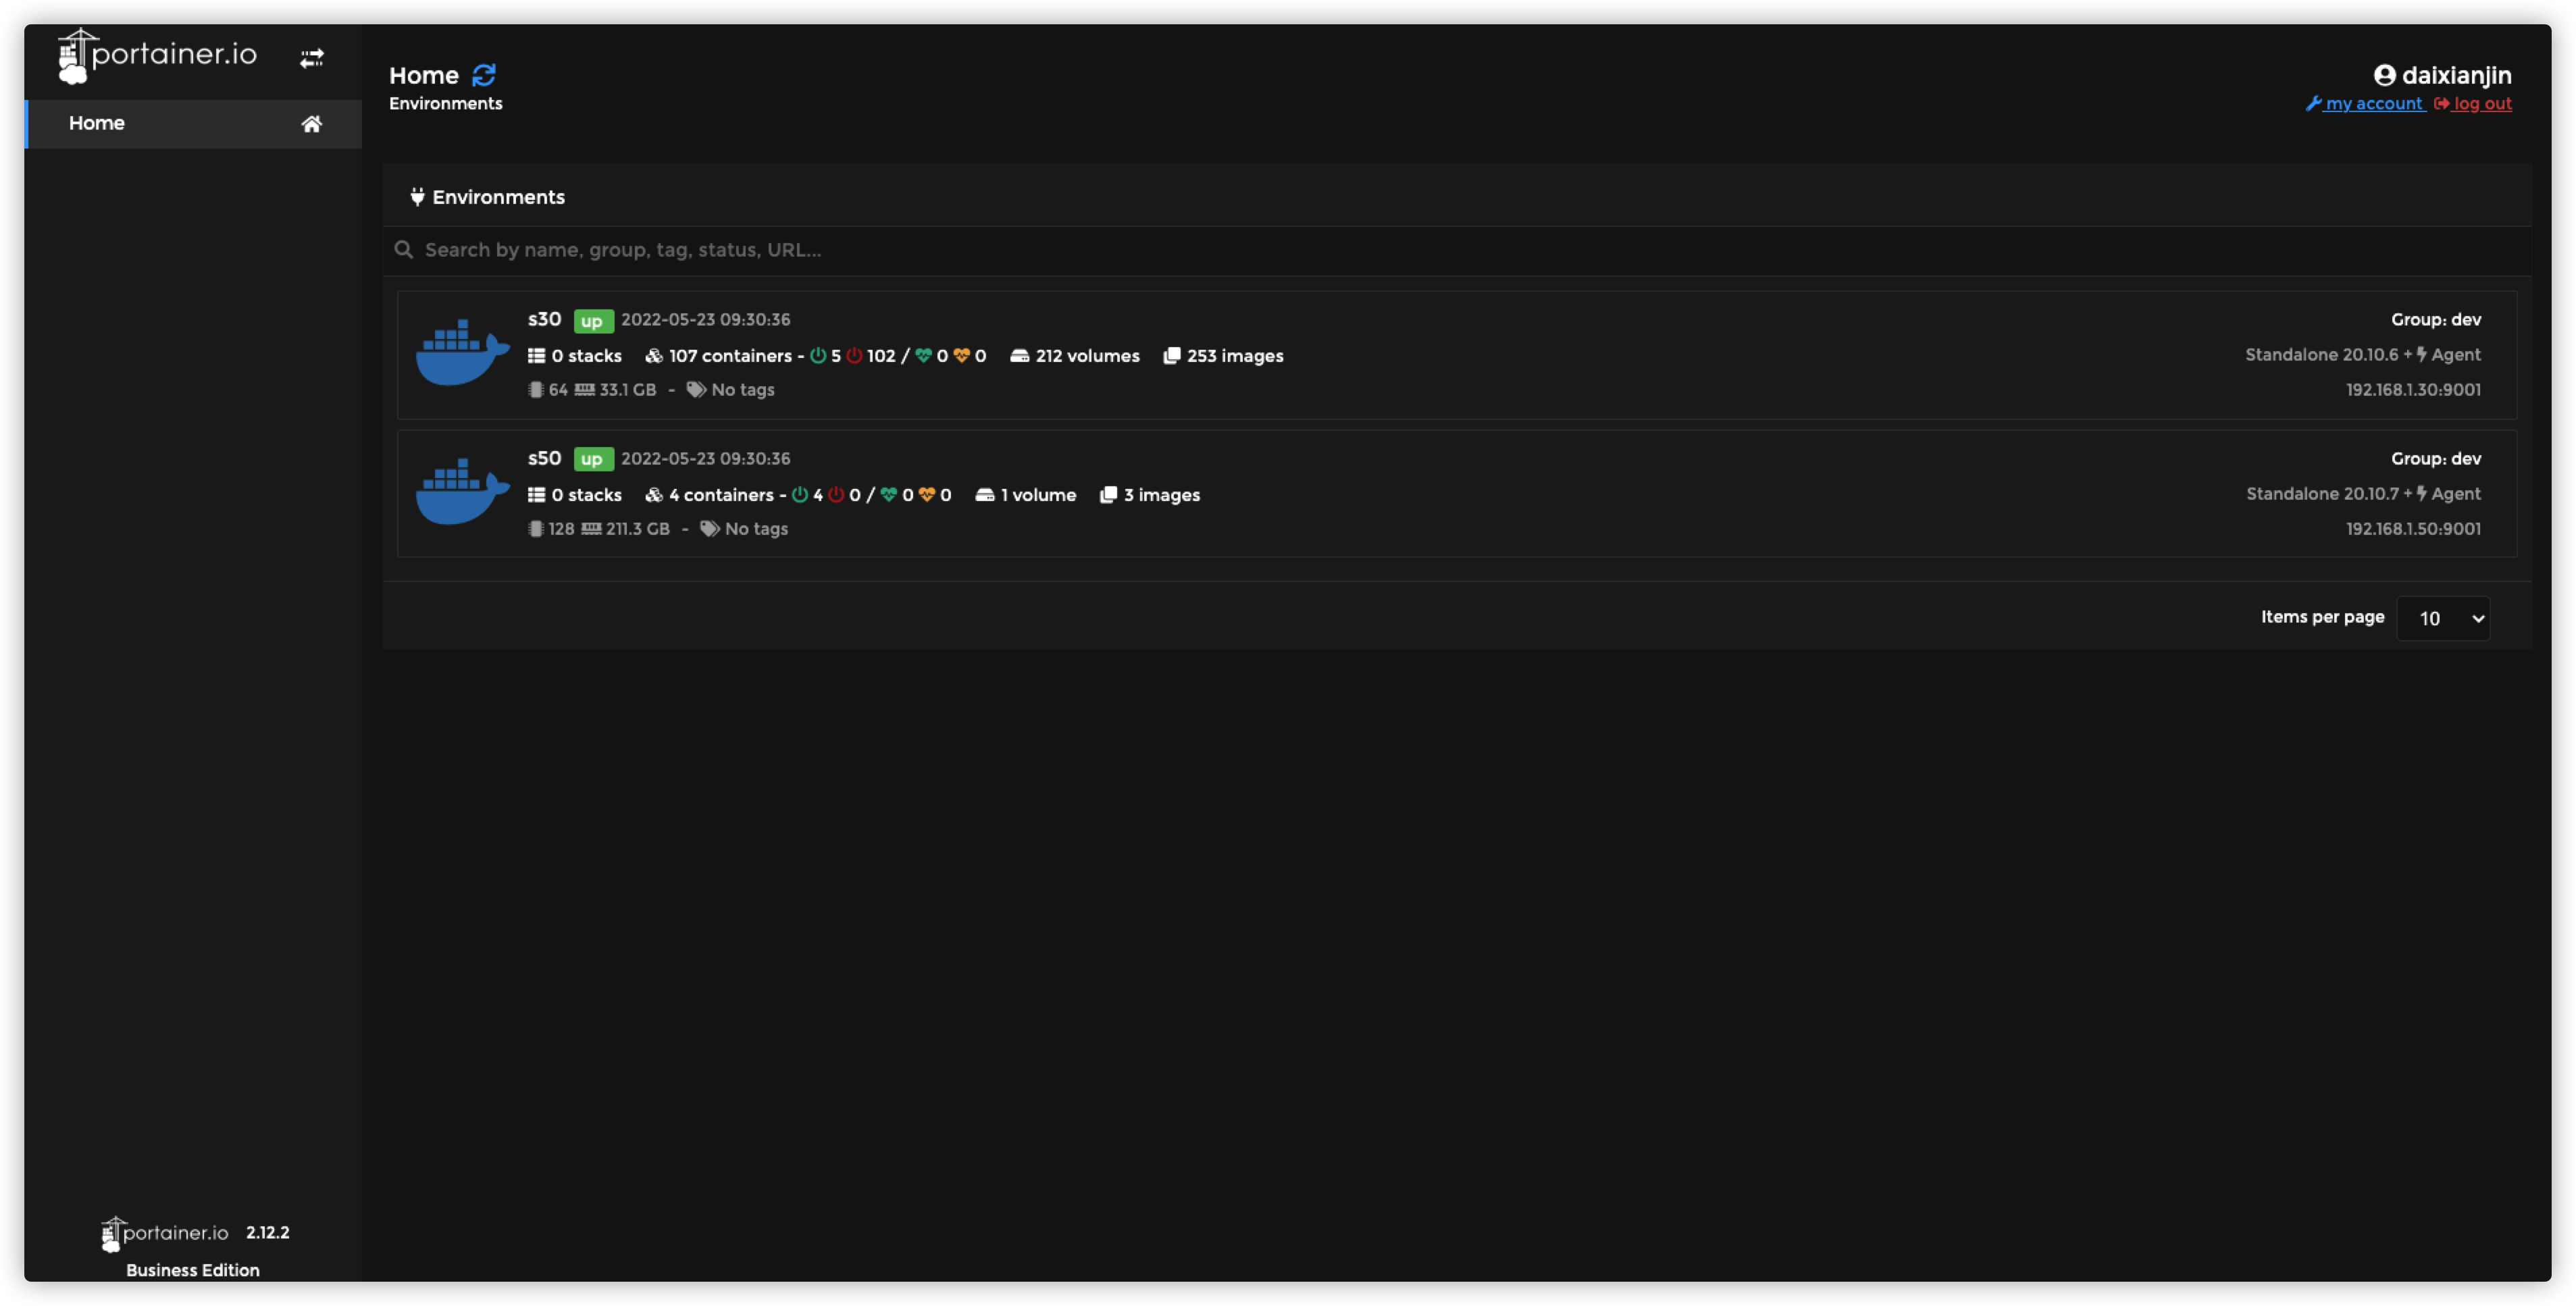 portainer.io
Home
Home
Environments
daixianjin
my account log out
Environments
Search by name, group, tag, status, URL...
s30 up 2022-05-23 09:30:36
Group: dev
0 stacks 107 containers - 5 102 / 0 0 212 volumes 253 images
Standalone 20.10.6 + Agent
64 33.1 GB - No tags
192.168.1.30:9001
s50 up 2022-05-23 09:30:36
Group: dev
0 stacks 4 containers - 4 0 / 0 0 1 volume 3 images
Standalone 20.10.7 + Agent
128 211.3 GB - No tags
192.168.1.50:9001
Items per page 10
portainer.io 2.12.2
Business Edition